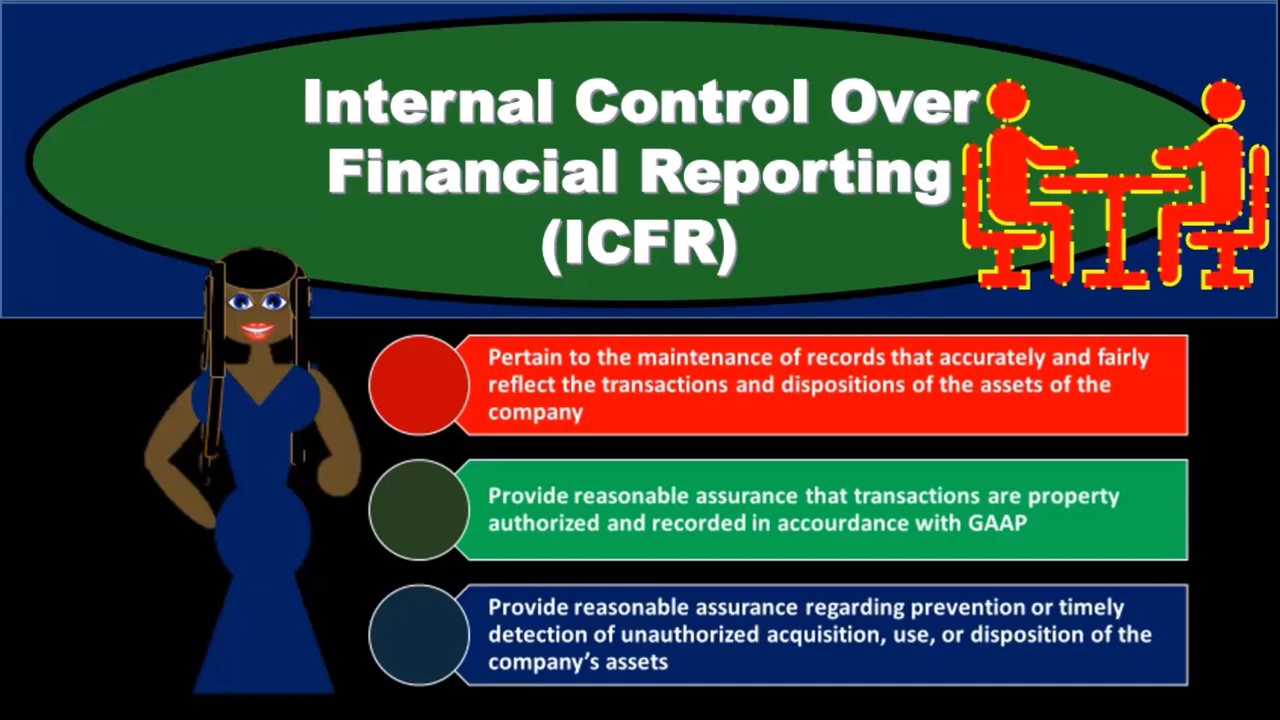 Internal Control Over
Financial Reporting
(ICFR)
Pertain to the maintenance of records that accurately and fairly
reflect the transactions and dispositions of the assets of the
company
Provide reasonable assurance that transactions are property
authorized and recorded in accourdance with GAAP
Provide reasonable assurance regarding prevention or timely
detection of unauthorized acquisition, use, or disposition of the
company's assets